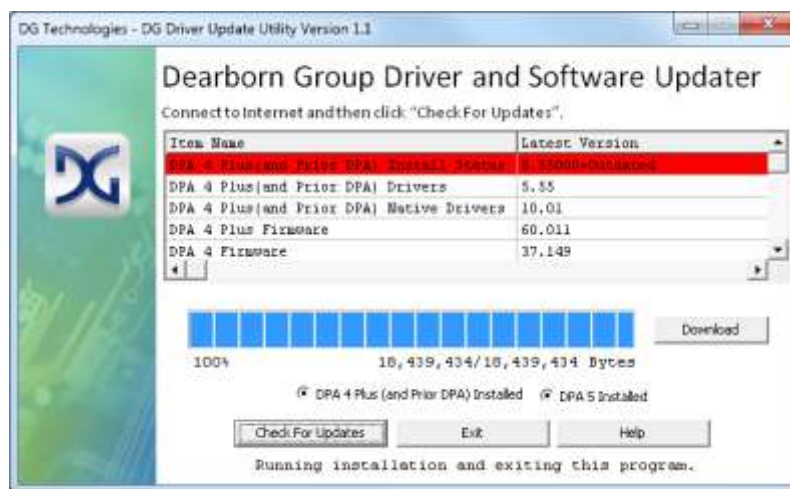 DG Technologies - DG Driver Update Utility Version 1.1
Dearborn Group Driver and Software Updater
Connect to Internet and then click "Check For Updates".
Item Name Latest Version
DPA 4 Plus(and Prior DPA) Install Status 5.55000=Outdated
DPA 4 Plus(and Prior DPA) Drivers 5.55
DPA 4 Plus(and Prior DPA) Native Drivers 10.01
DPA 4 Plus Firmware 60.011
DPA 4 Firmware 37.149
DG
Download
100% 18,439,434/18,439,434 Bytes
DPA 4 Plus (and Prior DPA) Installed DPA 5 Installed
Check For Updates Exit Help
Running installation and exiting this program.